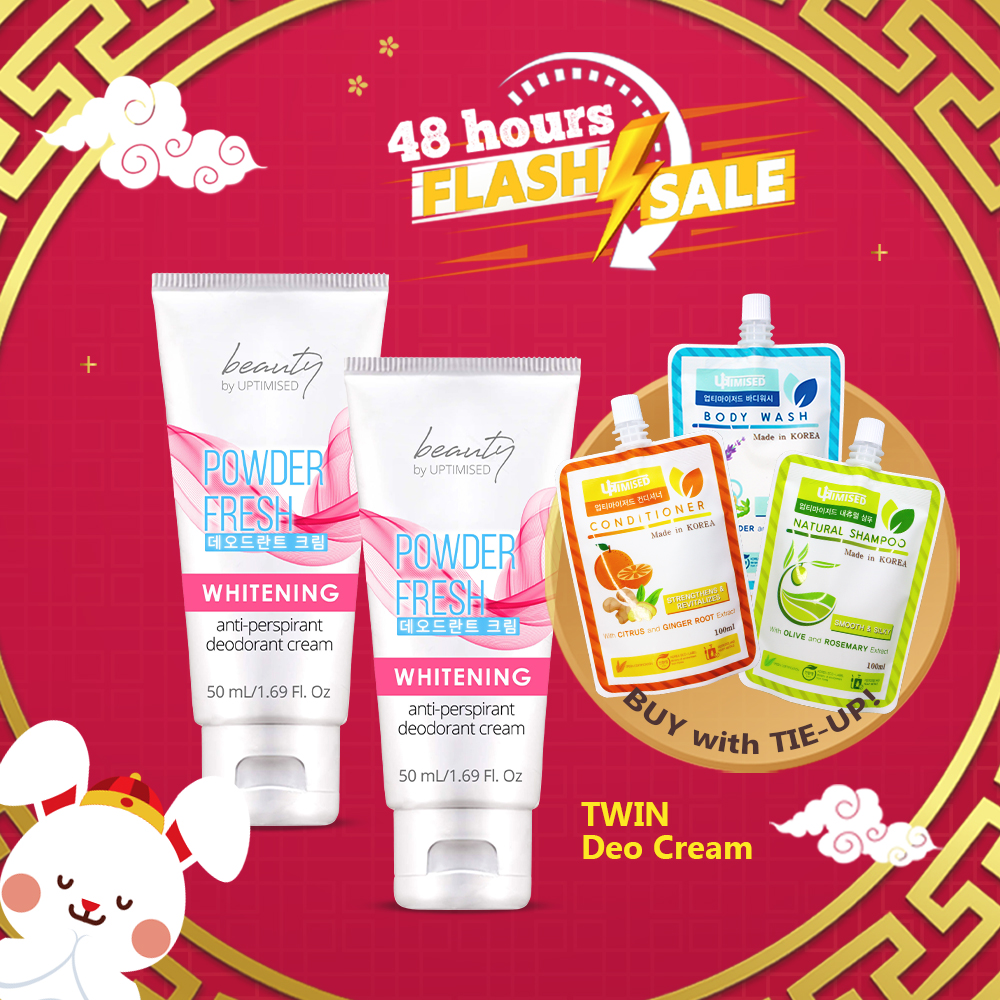 48 hours
FLASH SALE
beauty
by UPTIMISED
POWDER
FRESH
데오드란트 크림
WHITENING
anti-perspirant
deodorant cream
50 mL/1.69 Fl. Oz
beauty
by UPTIMISED
POWDER
FRESH
데오드란트 크림
WHITENING
anti-perspirant
deodorant cream
50 mL/1.69 Fl. Oz
UPTIMISED
업티마이저드 바디워시
BODY WASH
Made in KOREA
UPTIMISED
업티마이저드 컨디셔너
CONDITIONER
Made in KOREA
STRENGTHENS &
REVITALIZES
With CITRUS and GINGER ROOT Extract
100ml
UPTIMISED
업티마이저드 내츄럴 샴푸
NATURAL SHAMPOO
Made in KOREA
SMOOTH & SILKY
With OLIVE and ROSEMARY Extract
100ml
BUY with TIE-UP!
TWIN
Deo Cream